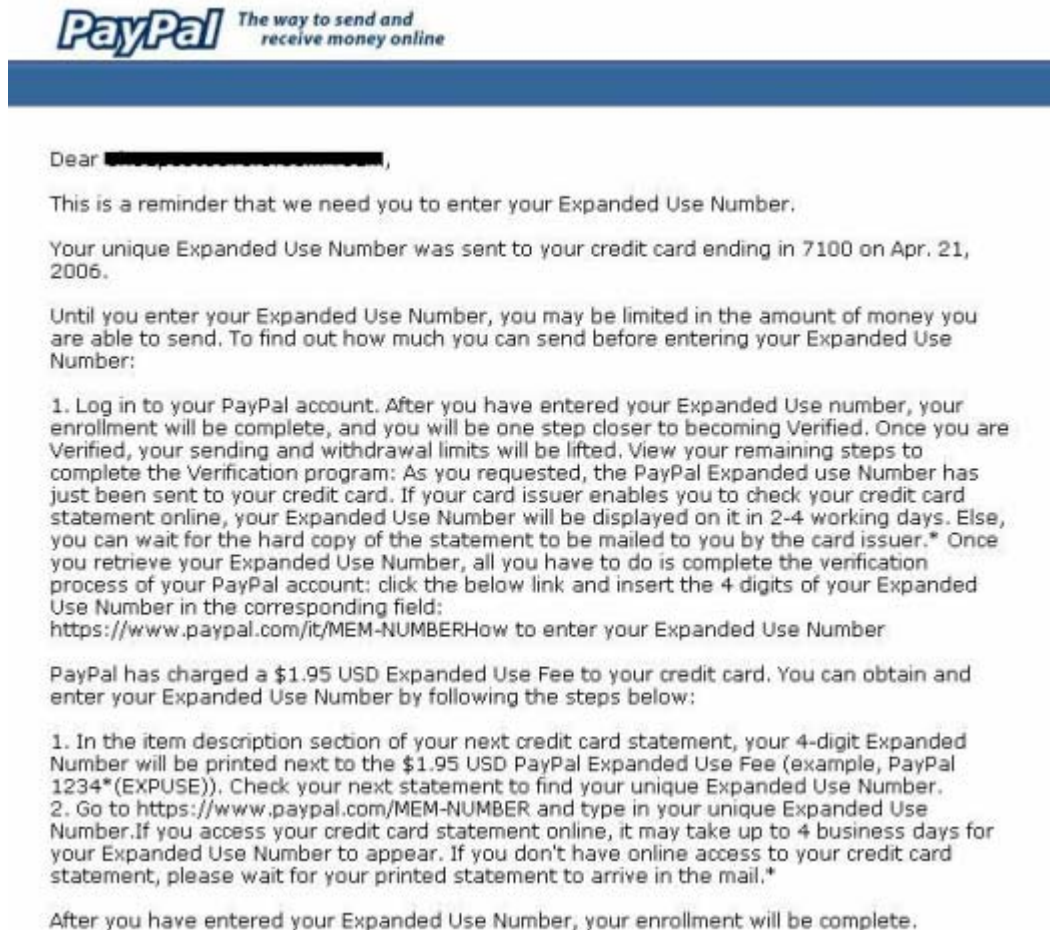 PayPal The way to send and
receive money online
Dear ,
This is a reminder that we need you to enter your Expanded Use Number.
Your unique Expanded Use Number was sent to your credit card ending in 7100 on Apr. 21,
2006.
Until you enter your Expanded Use Number, you may be limited in the amount of money you
are able to send. To find out how much you can send before entering your Expanded Use
Number:
1. Log in to your PayPal account. After you have entered your Expanded Use number, your
enrollment will be complete, and you will be one step closer to becoming Verified. Once you are
Verified, your sending and withdrawal limits will be lifted. View your remaining steps to
complete the Verification program: As you requested, the PayPal Expanded use Number has
just been sent to your credit card. If your card issuer enables you to check your credit card
statement online, your Expanded Use Number will be displayed on it in 2-4 working days. Else,
you can wait for the hard copy of the statement to be mailed to you by the card issuer.* Once
you retrieve your Expanded Use Number, all you have to do is complete the verification
process of your PayPal account: click the below link and insert the 4 digits of your Expanded
Use Number in the corresponding field:
https://www.paypal.com/it/MEM-NUMBERHow to enter your Expanded Use Number
PayPal has charged a $1.95 USD Expanded Use Fee to your credit card. You can obtain and
enter your Expanded Use Number by following the steps below:
1. In the item description section of your next credit card statement, your 4-digit Expanded
Number will be printed next to the $1.95 USD PayPal Expanded Use Fee (example, PayPal
1234*(EXPUSE)). Check your next statement to find your unique Expanded Use Number.
2. Go to https://www.paypal.com/MEM-NUMBER and type in your unique Expanded Use
Number.If you access your credit card statement online, it may take up to 4 business days for
your Expanded Use Number to appear. If you don't have online access to your credit card
statement, please wait for your printed statement to arrive in the mail.*
After you have entered your Expanded Use Number, your enrollment will be complete.